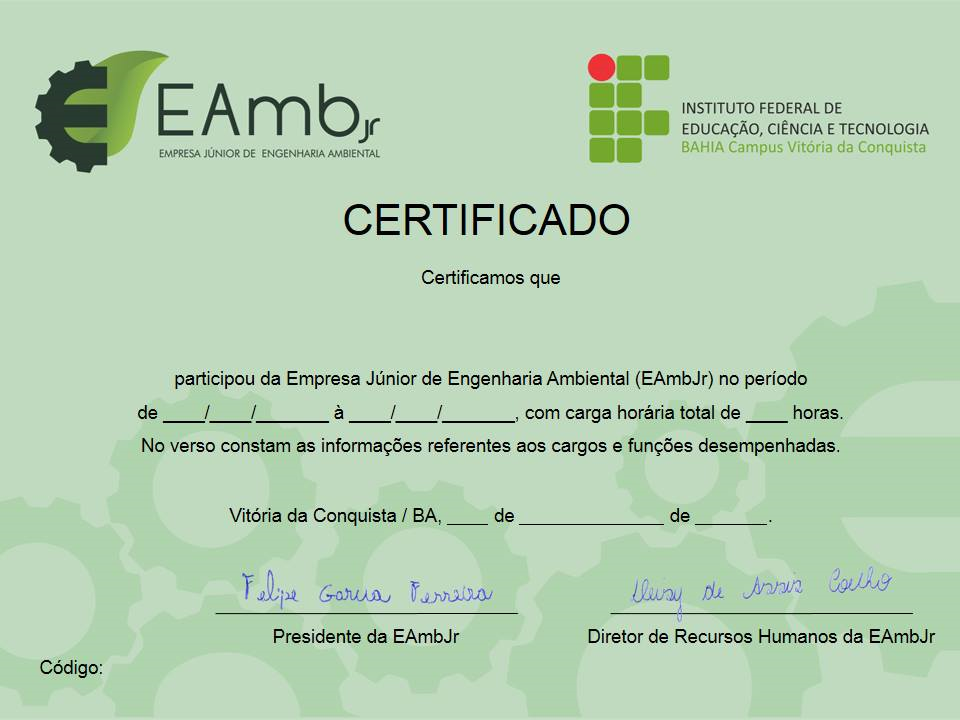 EAmbJr
EMPRESA JÚNIOR DE ENGENHARIA AMBIENTAL
INSTITUTO FEDERAL DE
EDUCAÇÃO, CIÊNCIA E TECNOLOGIA
BAHIA Campus Vitória da Conquista
CERTIFICADO
Certificamos que
participou da Empresa Júnior de Engenharia Ambiental (EAmbJr) no período
de ____/____/_______ à ____/____/_______, com carga horária total de ____ horas.
No verso constam as informações referentes aos cargos e funções desempenhadas.
Vitória da Conquista / BA, ____ de ______________ de _______.
Felipe Garcia Ferreira
de Assis Coelho
Presidente da EAmbJr
Diretor de Recursos Humanos da EAmbJr
Código: